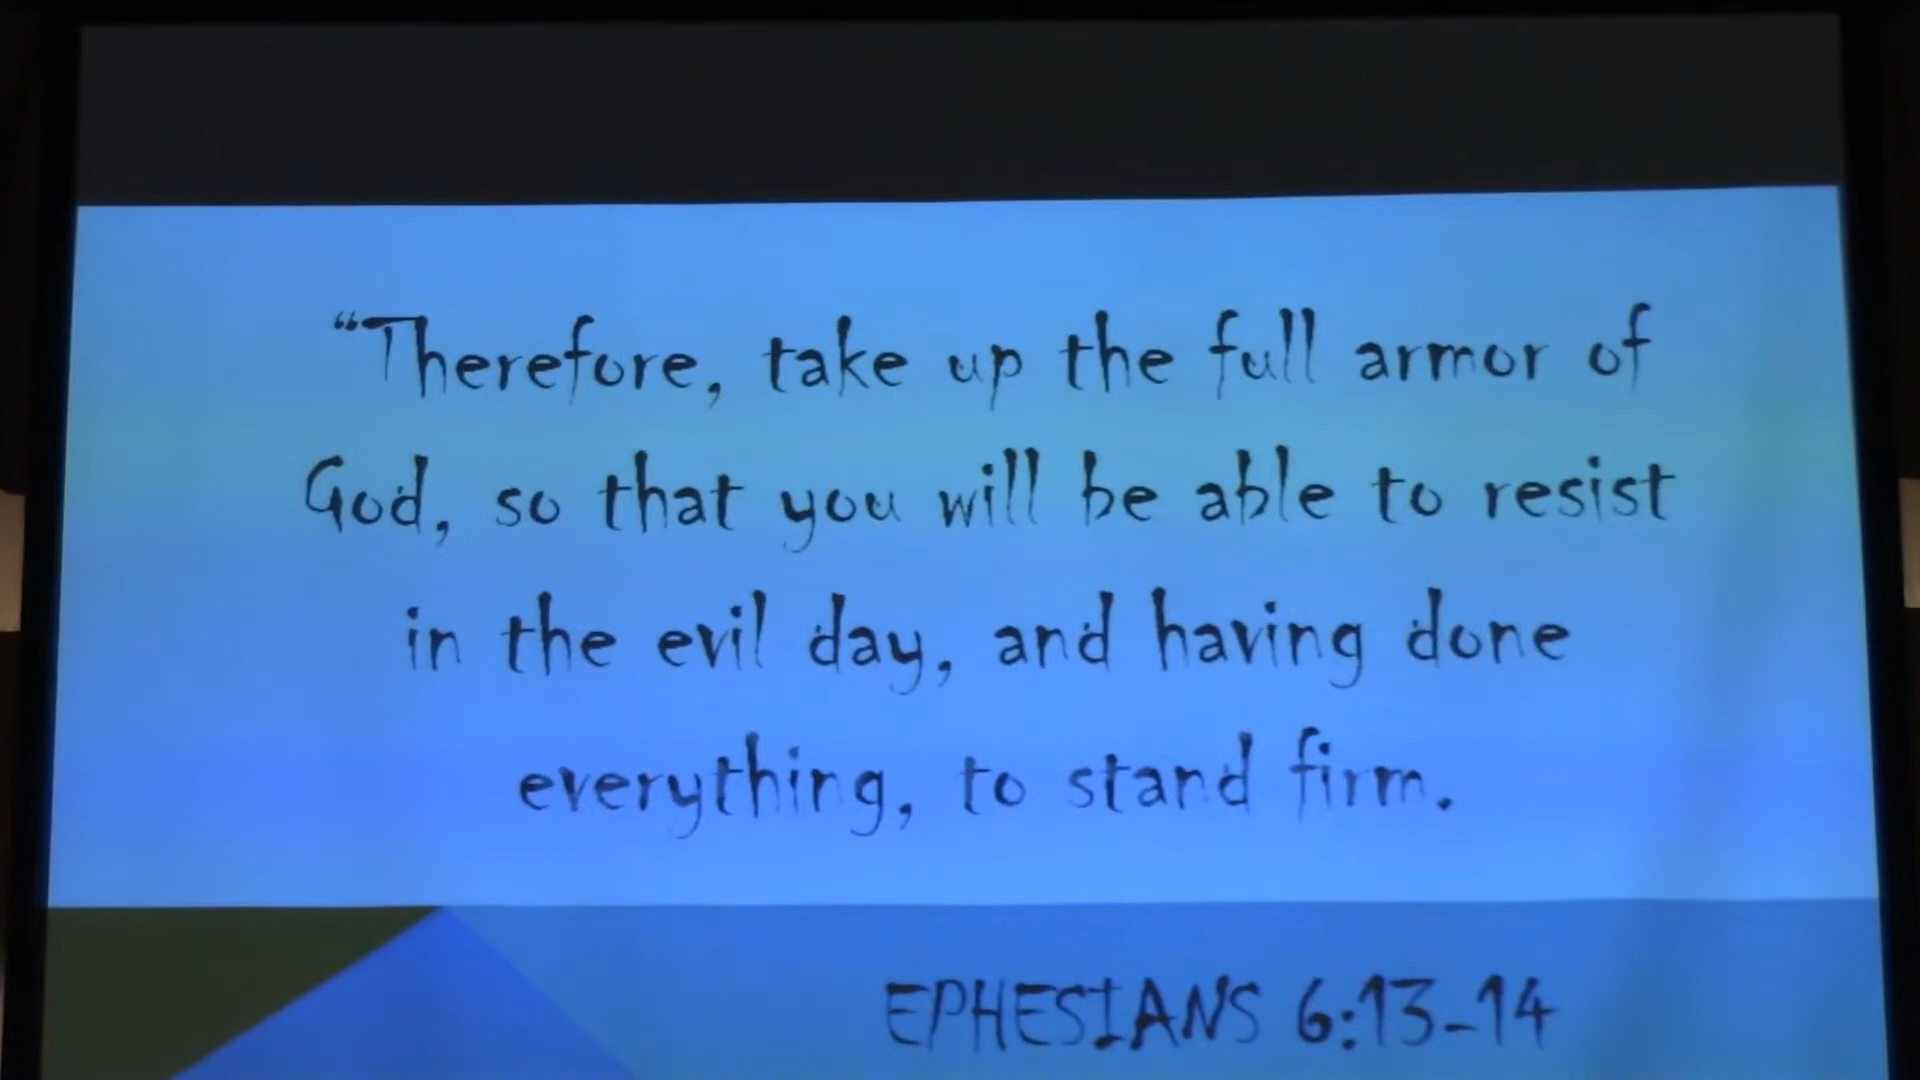 “Therefore, take up the full armor of
God, so that you will be able to resist
in the evil day, and having done
everything, to stand firm.
EPHESIANS 6:13-14